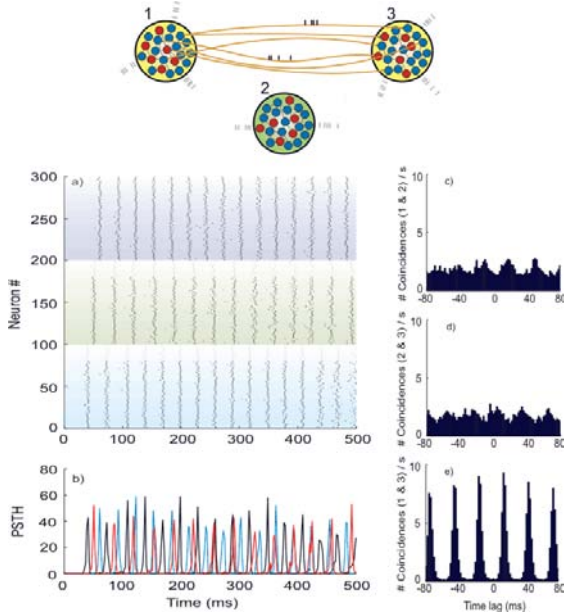 1
3
2
a)
300
250
200
150
100
50
0
Neuron #
0 100 200 300 400 500
Time (ms)
b)
80
60
40
20
0
PSTH
0 100 200 300 400 500
Time (ms)
c)
10
5
0
# Coincidences (1 & 2) / s
-80 -40 0 40 80
d)
10
5
0
# Coincidences (2 & 3) / s
-80 -40 0 40 80
e)
10
5
0
# Coincidences (1 & 3) / s
-80 -40 0 40 80
Time lag (ms)